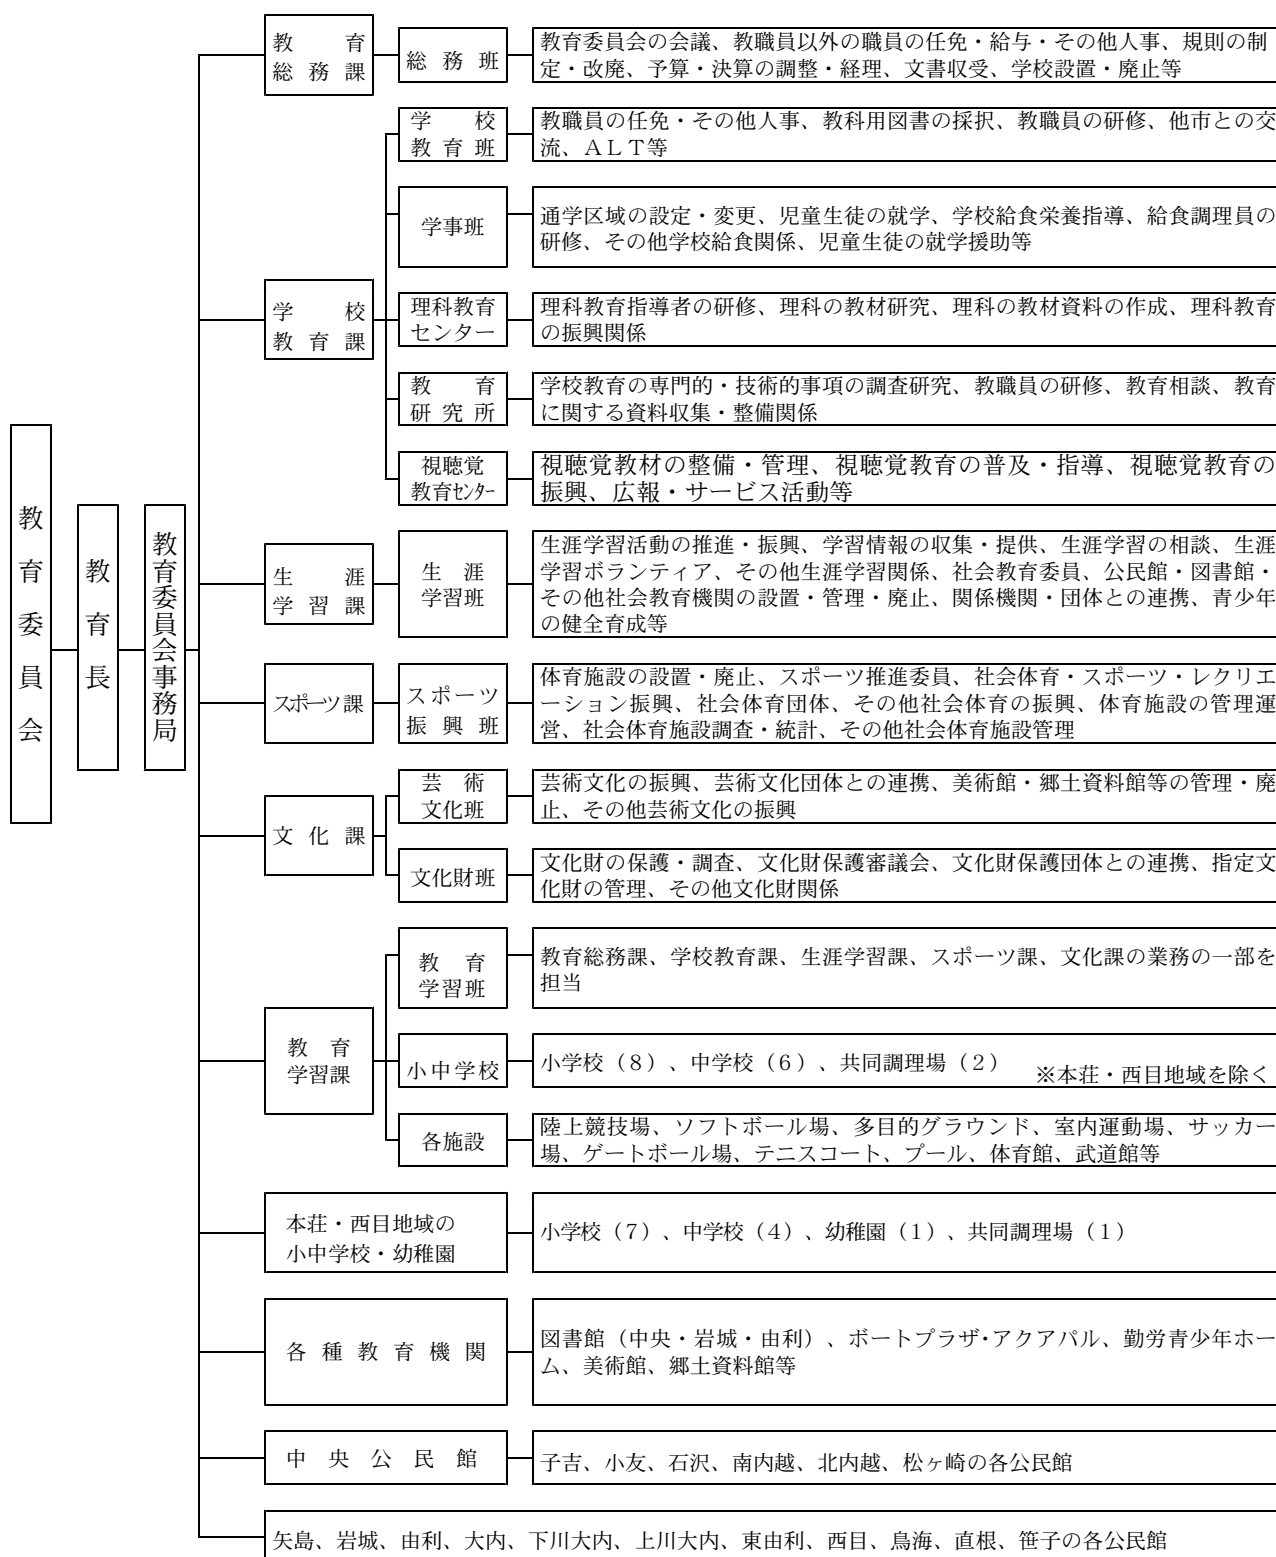 教育委員会
教育長
教育委員会事務局
教育
総務課
総務班
教育委員会の会議、教職員以外の職員の任免・給与・その他人事、規則の制
定・改廃、予算・決算の調整・経理、文書収受、学校設置・廃止等
学校
教育課
学校
教育班
教職員の任免・その他人事、教科用図書の採択、教職員の研修、他市との交
流、ＡＬＴ等
学事班
通学区域の設定・変更、児童生徒の就学、学校給食栄養指導、給食調理員の
研修、その他学校給食関係、児童生徒の就学援助等
理科教育
センター
理科教育指導者の研修、理科の教材研究、理科の教材資料の作成、理科教育
の振興関係
教育
研究所
学校教育の専門的・技術的事項の調査研究、教職員の研修、教育相談、教育
に関する資料収集・整備関係
視聴覚
教育ｾﾝﾀｰ
視聴覚教材の整備・管理、視聴覚教育の普及・指導、視聴覚教育の
振興、広報・サービス活動等
生涯
学習課
生涯
学習班
生涯学習活動の推進・振興、学習情報の収集・提供、生涯学習の相談、生涯
学習ボランティア、その他生涯学習関係、社会教育委員、公民館・図書館・
その他社会教育機関の設置・管理・廃止、関係機関・団体との連携、青少年
の健全育成等
スポーツ課
スポーツ
振興班
体育施設の設置・廃止、スポーツ推進委員、社会体育・スポーツ・レクリエ
ーション振興、社会体育団体、その他社会体育の振興、体育施設の管理運
営、社会体育施設調査・統計、その他社会体育施設管理
文化課
芸術
文化班
芸術文化の振興、芸術文化団体との連携、美術館・郷土資料館等の管理・廃
止、その他芸術文化の振興
文化財班
文化財の保護・調査、文化財保護審議会、文化財保護団体との連携、指定文
化財の管理、その他文化財関係
教育
学習課
教育
学習班
教育総務課、学校教育課、生涯学習課、スポーツ課、文化課の業務の一部を
担当
小中学校
小学校（８）、中学校（６）、共同調理場（２）
※本荘・西目地域を除く
各施設
陸上競技場、ソフトボール場、多目的グラウンド、室内運動場、サッカー
場、ゲートボール場、テニスコート、プール、体育館、武道館等
本荘・西目地域の
小中学校・幼稚園
小学校（７）、中学校（４）、幼稚園（１）、共同調理場（１）
各種教育機関
図書館（中央・岩城・由利）、ボートプラザ・アクアパル、勤労青少年ホー
ム、美術館、郷土資料館等
中央公民館
子吉、小友、石沢、南内越、北内越、松ヶ崎の各公民館
矢島、岩城、由利、大内、下川大内、上川大内、東由利、西目、鳥海、直根、笹子の各公民館